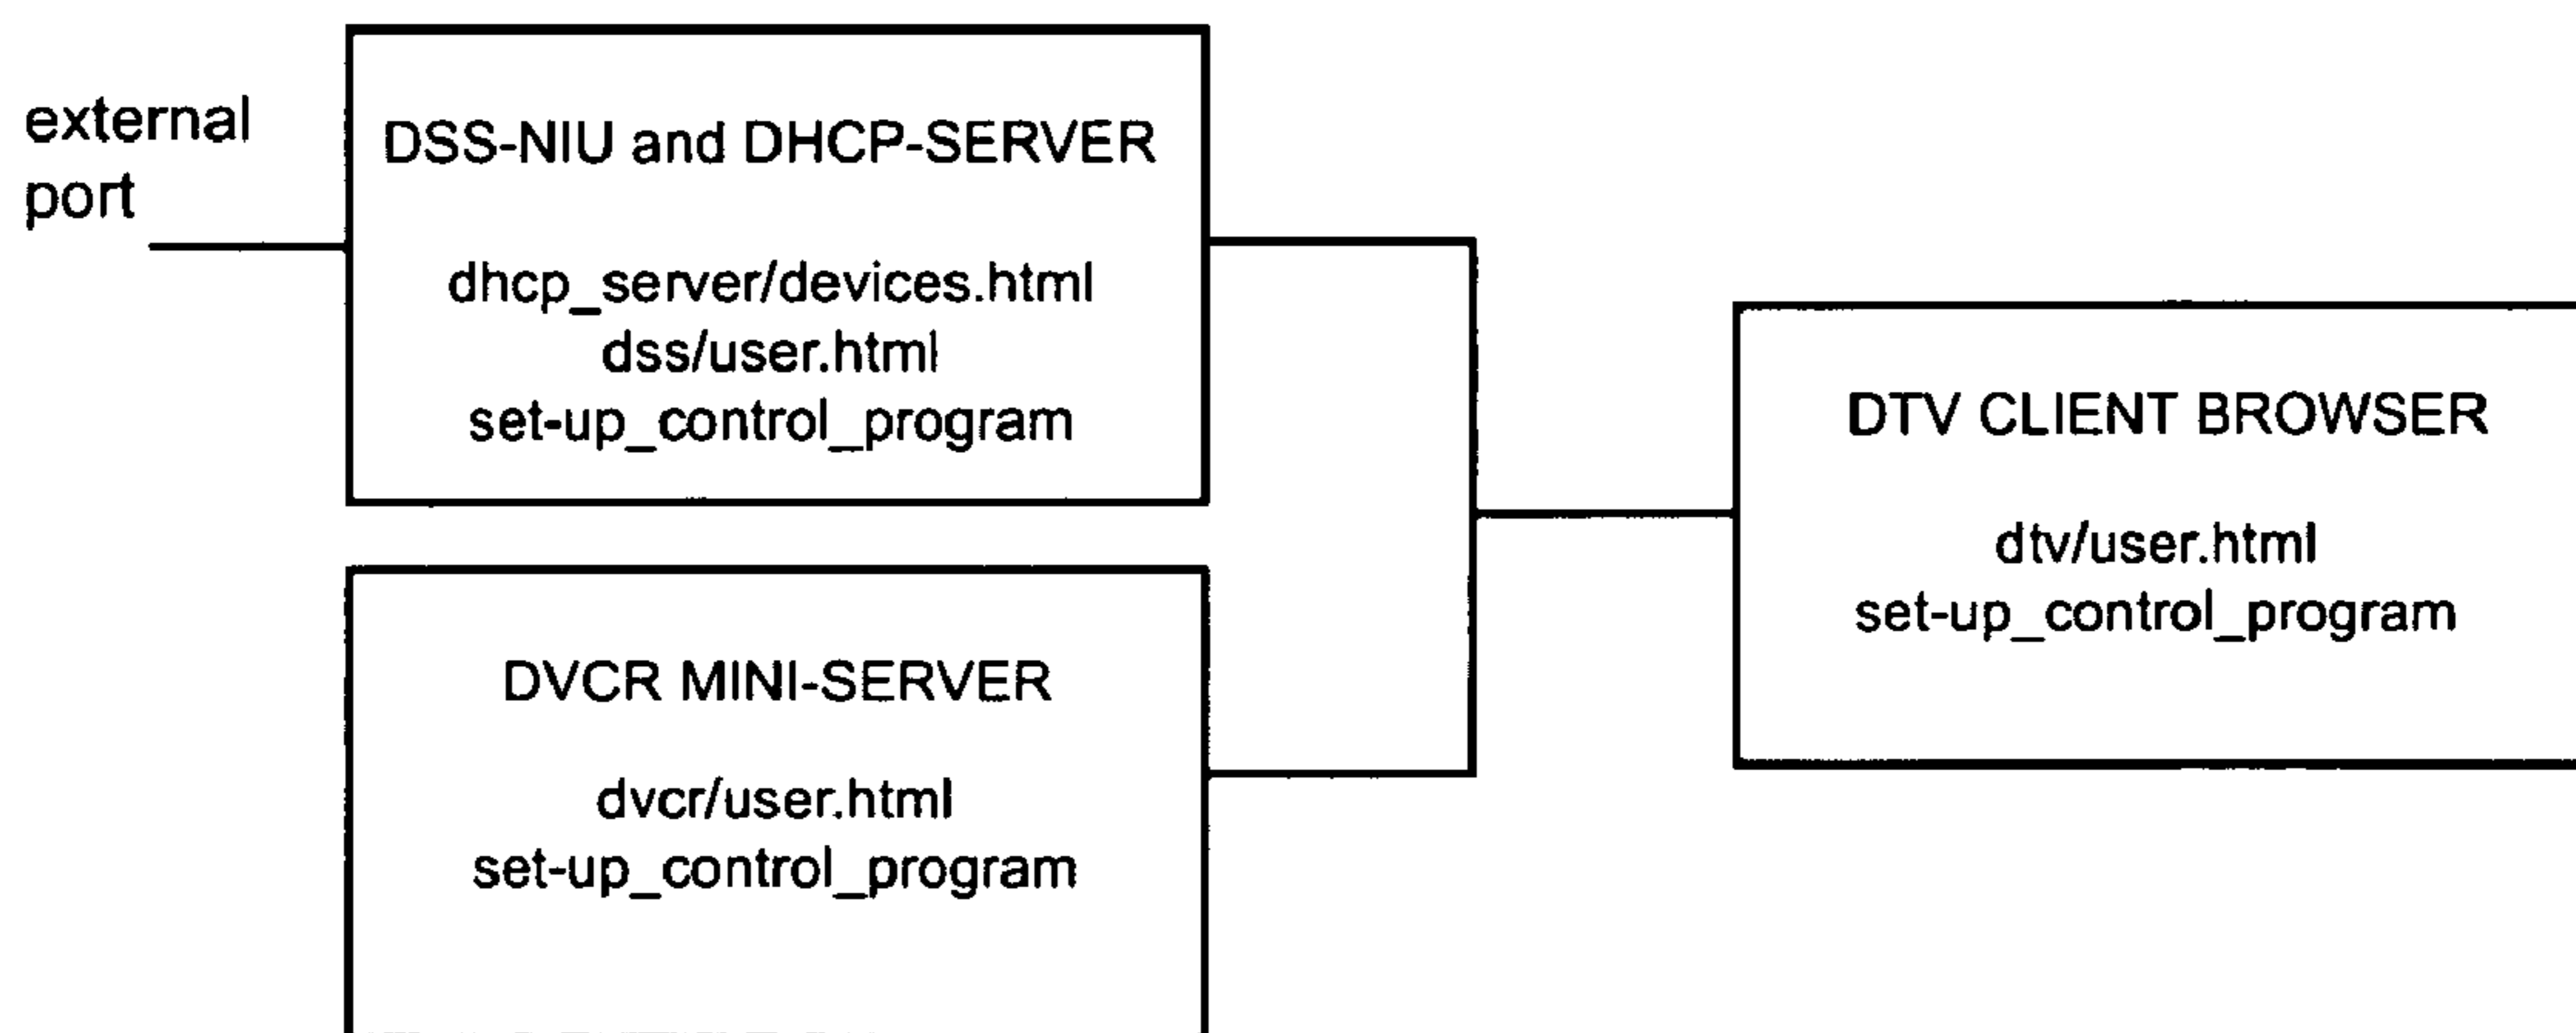 external
port
DSS-NIU and DHCP-SERVER
dhcp_server/devices.html
dss/user.html
set-up_control_program
DVCR MINI-SERVER
dvcr/user.html
set-up_control_program
DTV CLIENT BROWSER
dtv/user.html
set-up_control_program